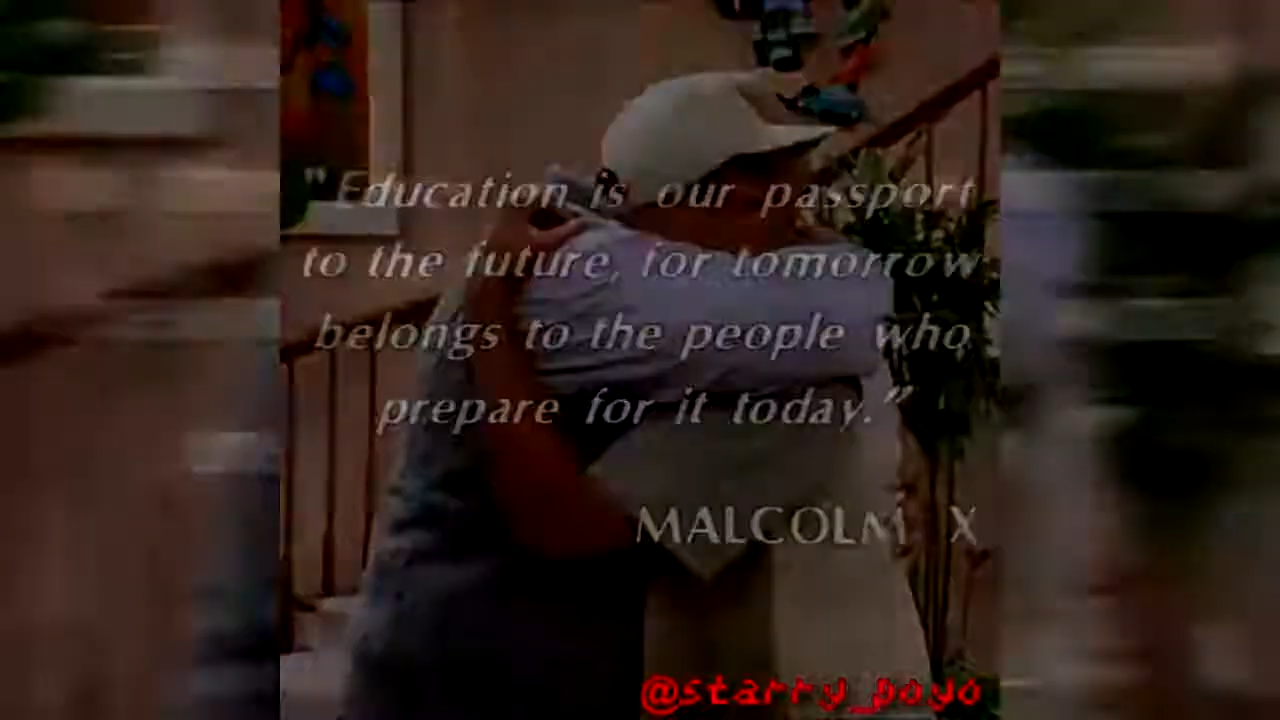 "Education is our passport
to the future, for tomorrow
belongs to the people who
prepare for it today.”
MALCOLM X
@starry_poyo